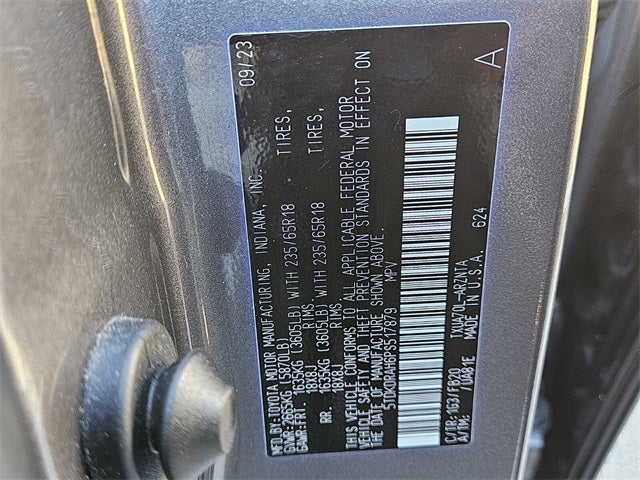 MFD.BY:TOYOTA MOTOR MANUFACTURING, INDIANA, INC. 09/23
GVWR:2665KG(5870LB)
GAWR:FRT. 1635KG(3605LB) WITH 235/65R18 TIRES,
18X8J RIMS.
RR. 1635KG(3605LB) WITH 235/65R18 TIRES,
18X8J RIMS.
THIS VEHICLE CONFORMS TO ALL APPLICABLE FEDERAL MOTOR
VEHICLE SAFETY AND THEFT PREVENTION STANDARDS IN EFFECT ON
THE DATE OF MANUFACTURE SHOWN ABOVE.
5TDKDRAH6PS517879 MPV
A
624
C/TR:1G3/FB20 TXUA70L-ARZNTA
A/TM: /UA81E MADE IN U.S.A.